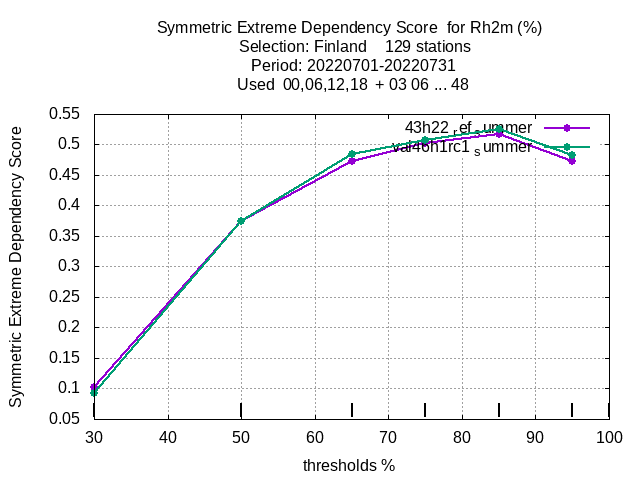 Symmetric Extreme Dependency Score for Rh2m (%)
Selection: Finland 129 stations
Period: 20220701-20220731
Used 00,06,12,18 + 03 06 ... 48
0.55
0.5
0.45
0.4
0.35
0.3
0.25
0.2
0.15
0.1
0.05
Symmetric Extreme Dependency Score
43h22_ref_summer
var46h1rc1_summer
30 40 50 60 70 80 90 100
thresholds %